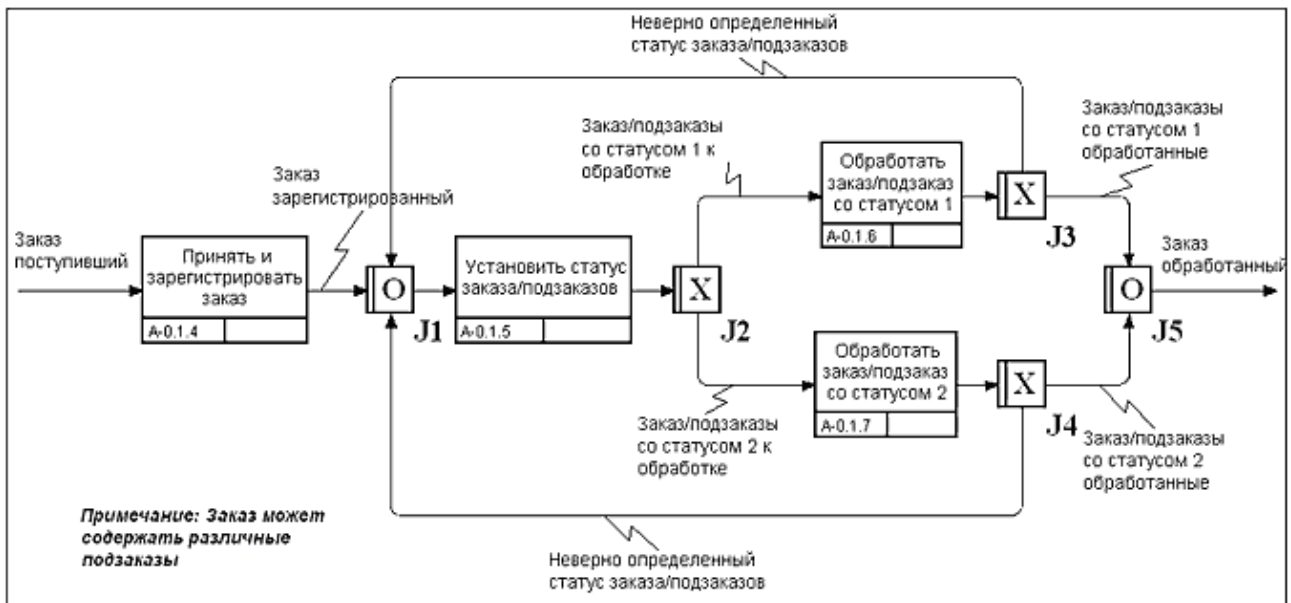 Неверно определенный
статус заказа/подзаказов
Заказ/подзаказы
со статусом 1 к
обработке
Заказ/подзаказы
со статусом 1
обработанные
Обработать
заказ/подзаказ
со статусом 1
А-0.1.6
X
J3
Заказ
зарегистрированный
Заказ
поступивший
Принять и
зарегистрировать
заказ
А-0.1.4
O
J1
Установить статус
заказа/подзаказов
А-0.1.5
X
J2
Заказ
обработанный
O
J5
Обработать
заказ/подзаказ
со статусом 2
А-0.1.7
X
J4
Заказ/подзаказы
со статусом 2 к
обработке
Заказ/подзаказы
со статусом 2
обработанные
Примечание: Заказ может
содержать различные
подзаказы
Неверно определенный
статус заказа/подзаказов